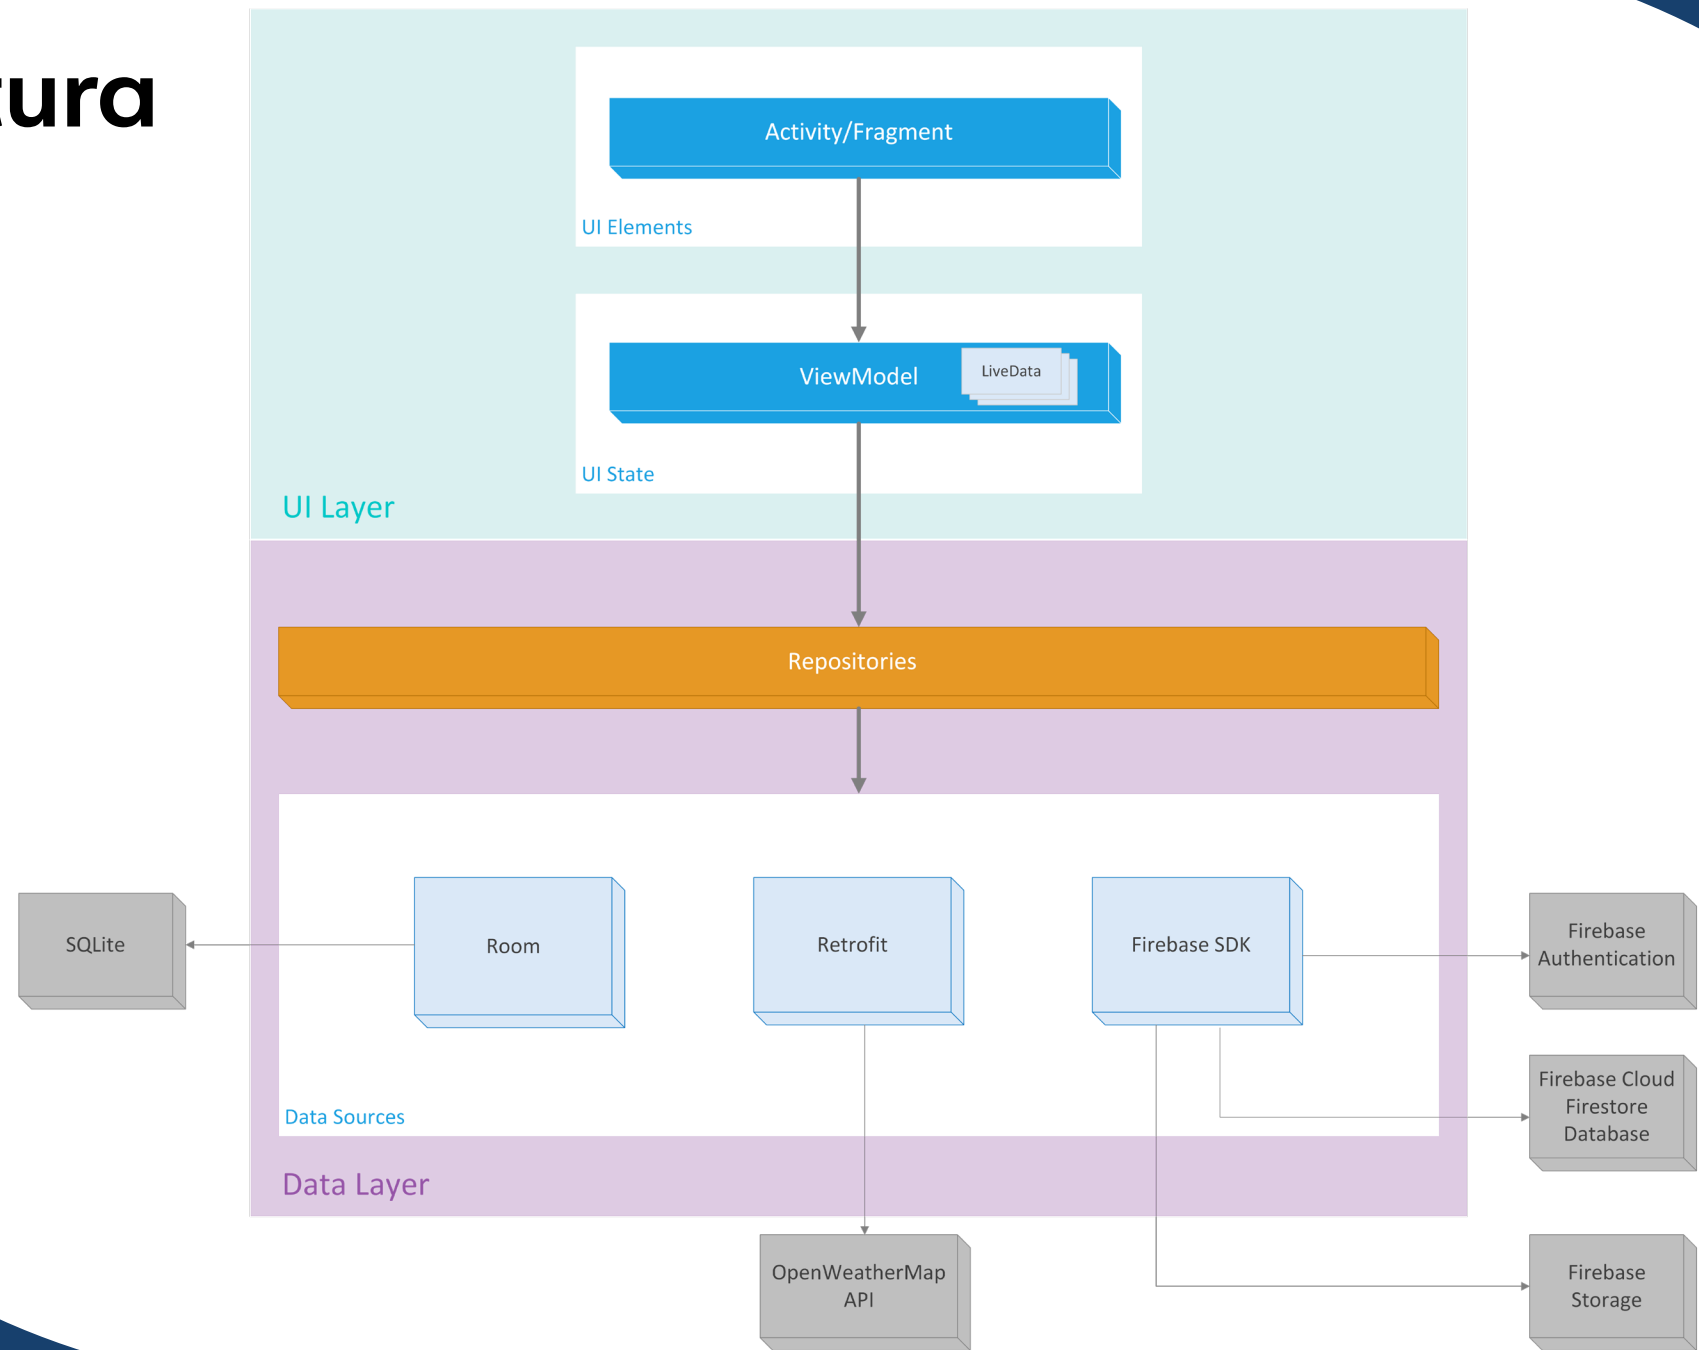 tura
Activity/Fragment
UI Elements
ViewModel
LiveData
UI State
UI Layer
Repositories
SQLite
Room
Retrofit
Firebase SDK
Firebase
Authentication
Firebase Cloud
Firestore
Database
Data Sources
Data Layer
OpenWeatherMap
API
Firebase
Storage